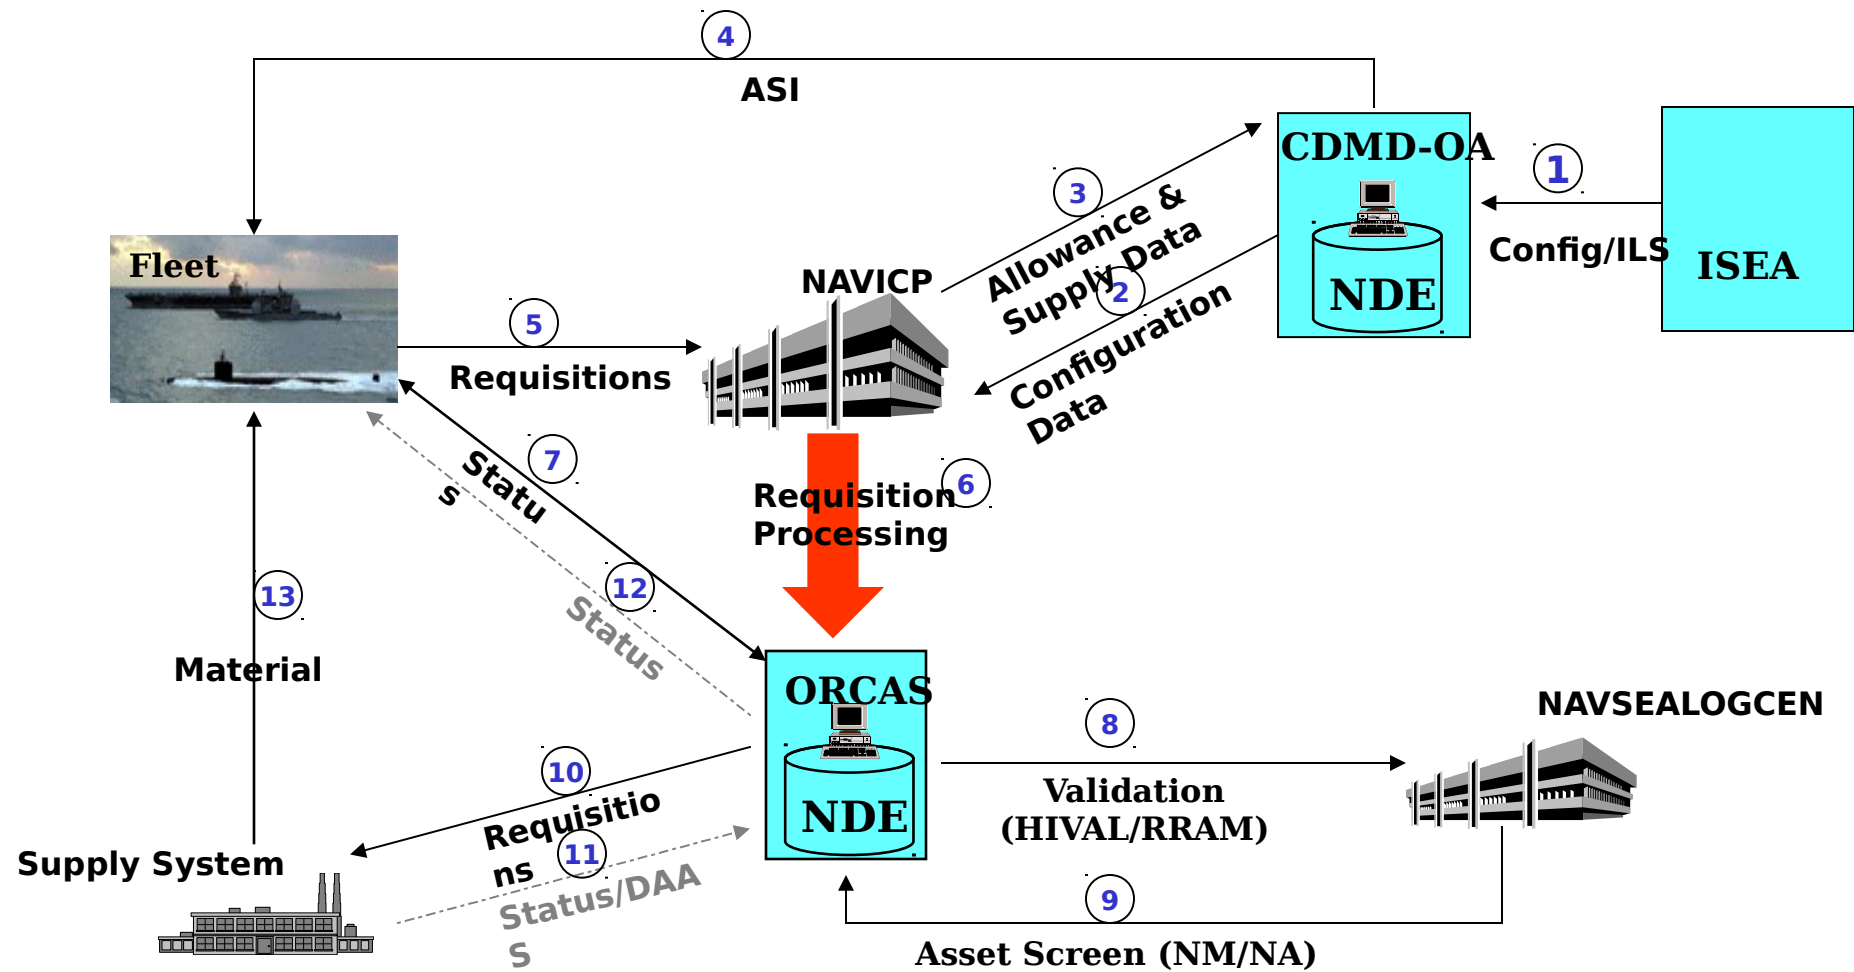 4
ASI
CDMD-OA
1
3
Allowance &
Supply Data
Config/ILS
ISEA
Fleet
NAVICP
2
NDE
5
Requisitions
Configuration
Data
7
Statu
s
6
Requisition
Processing
12
13
Status
Material
ORCAS
8
NAVSEALOGCEN
10
Requisitio
ns
NDE
Validation
(HIVAL/RRAM)
11
Supply System
Status/DAA
S
9
Asset Screen (NM/NA)